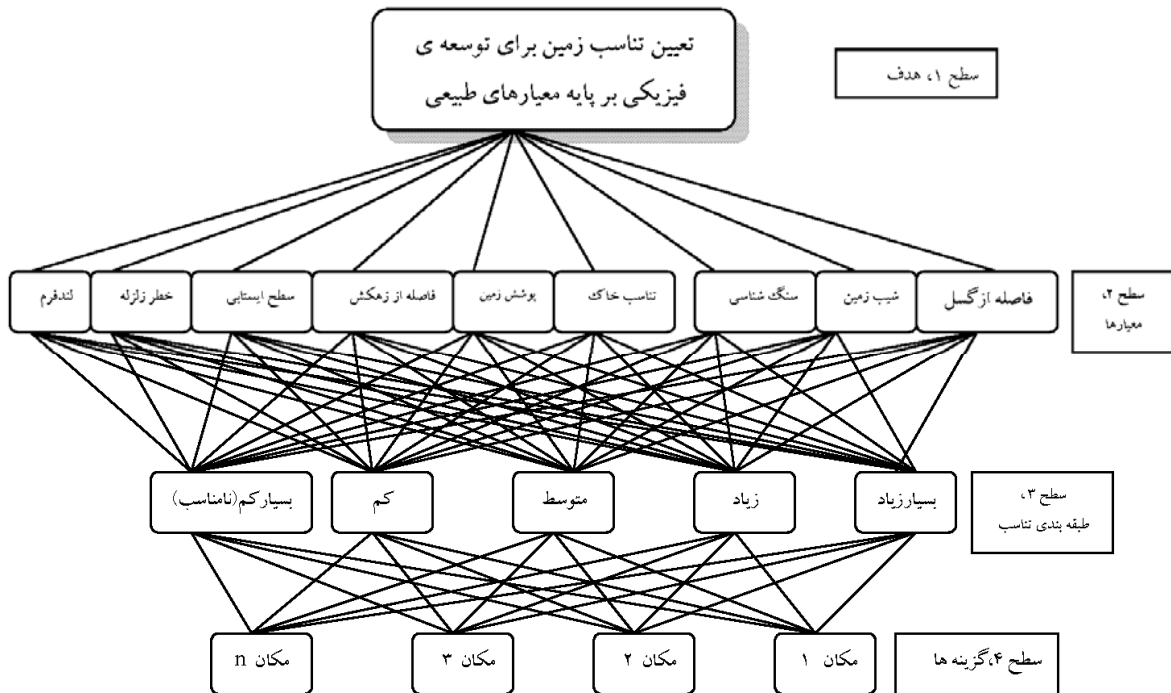 تعیین تناسب زمین برای توسعه ی
فیزیکی بر پایه معیارهای طبیعی
سطح ۱، هدف
فاصله از گسل
شیب زمین
سنگ شناسی
تناسب خاک
پوشش زمین
فاصله از زهکش
سطح ایستابی
خطر زلزله
لندفرم
سطح ۲،
معیارها
بسیارزیاد
زیاد
متوسط
کم
بسیارکم(نامناسب)
سطح ۳،
طبقه بندی تناسب
مکان ۱
مکان ۲
مکان ۳
مکان n
سطح ۴،گزینه ها